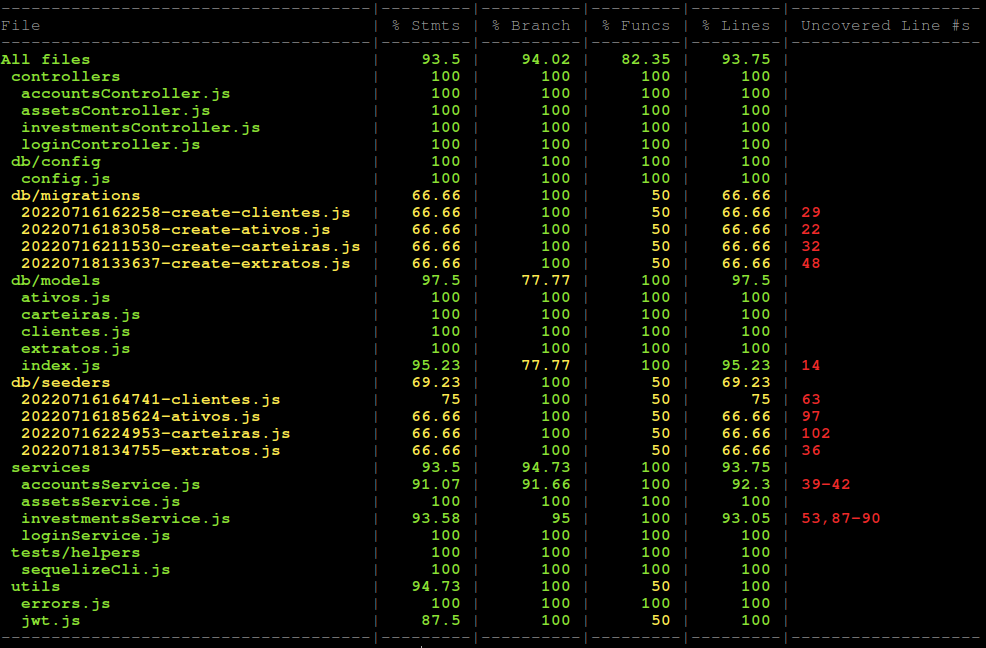 File | % Stmts | % Branch | % Funcs | % Lines | Uncovered Line #s
All files | 93.5 | 94.02 | 82.35 | 93.75 |
controllers | 100 | 100 | 100 | 100 |
accountsController.js | 100 | 100 | 100 | 100 |
assetsController.js | 100 | 100 | 100 | 100 |
investmentsController.js | 100 | 100 | 100 | 100 |
loginController.js | 100 | 100 | 100 | 100 |
db/config | 100 | 100 | 100 | 100 |
config.js | 100 | 100 | 100 | 100 |
db/migrations | 66.66 | 100 | 50 | 66.66 |
20220716162258-create-clientes.js | 66.66 | 100 | 50 | 66.66 | 29
20220716183058-create-ativos.js | 66.66 | 100 | 50 | 66.66 | 22
20220716211530-create-carteiras.js | 66.66 | 100 | 50 | 66.66 | 32
20220718133637-create-extratos.js | 66.66 | 100 | 50 | 66.66 | 48
db/models | 97.5 | 77.77 | 100 | 97.5 |
ativos.js | 100 | 100 | 100 | 100 |
carteiras.js | 100 | 100 | 100 | 100 |
clientes.js | 100 | 100 | 100 | 100 |
extratos.js | 100 | 100 | 100 | 100 |
index.js | 95.23 | 77.77 | 100 | 95.23 | 14
db/seeders | 69.23 | 100 | 50 | 69.23 |
20220716164741-clientes.js | 75 | 100 | 50 | 75 | 63
20220716185624-ativos.js | 66.66 | 100 | 50 | 66.66 | 97
20220716224953-carteiras.js | 66.66 | 100 | 50 | 66.66 | 102
20220718134755-extratos.js | 66.66 | 100 | 50 | 66.66 | 36
services | 93.5 | 94.73 | 100 | 93.75 |
accountsService.js | 91.07 | 91.66 | 100 | 92.3 | 39-42
assetsService.js | 100 | 100 | 100 | 100 |
investmentsService.js | 93.58 | 95 | 100 | 93.05 | 53,87-90
loginService.js | 100 | 100 | 100 | 100 |
tests/helpers | 100 | 100 | 100 | 100 |
sequelizeCli.js | 100 | 100 | 100 | 100 |
utils | 94.73 | 100 | 50 | 100 |
errors.js | 100 | 100 | 100 | 100 |
jwt.js | 87.5 | 100 | 50 | 100 |